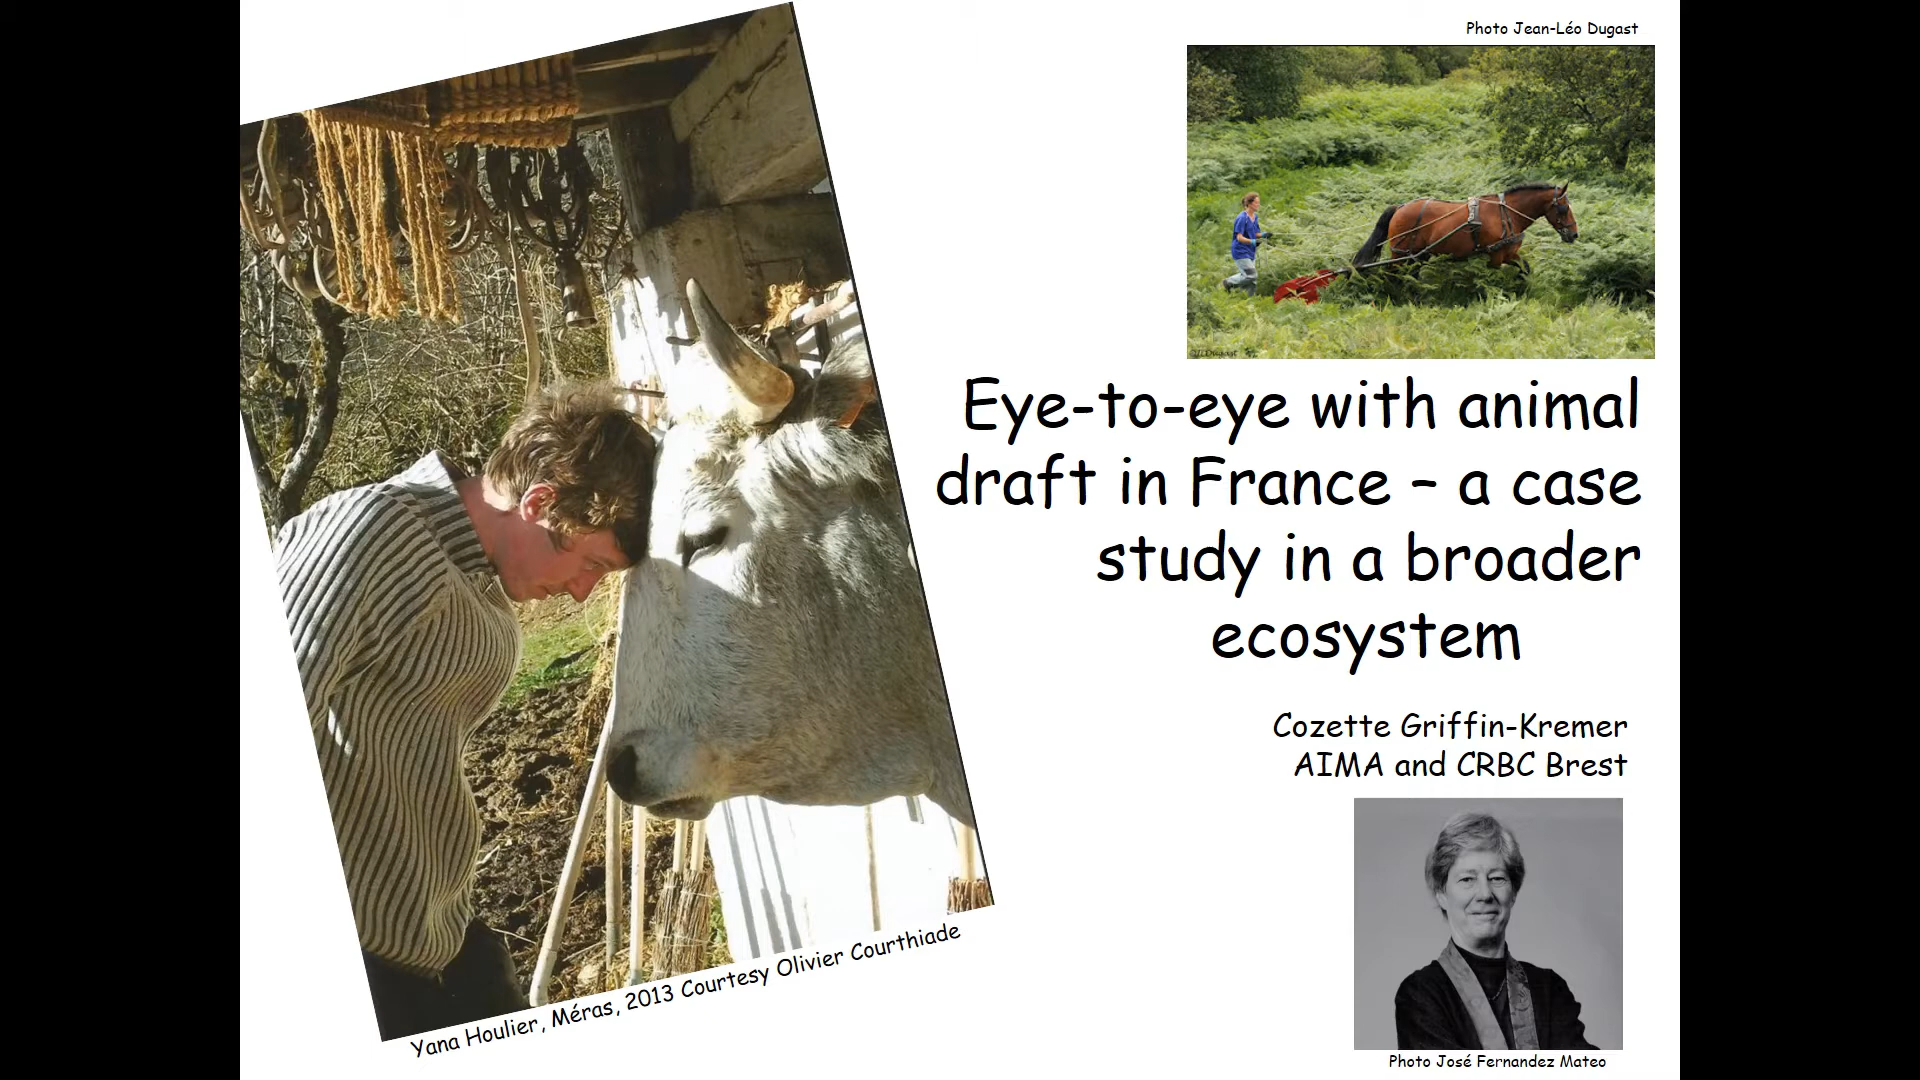 Photo Jean-Léo Dugast
Eye-to-eye with animal
draft in France – a case
study in a broader
ecosystem
Cozette Griffin-Kremer
AIMA and CRBC Brest
Yana Houlier, Méras, 2013 Courtesy Olivier Courthiade
Photo José Fernandez Mateo